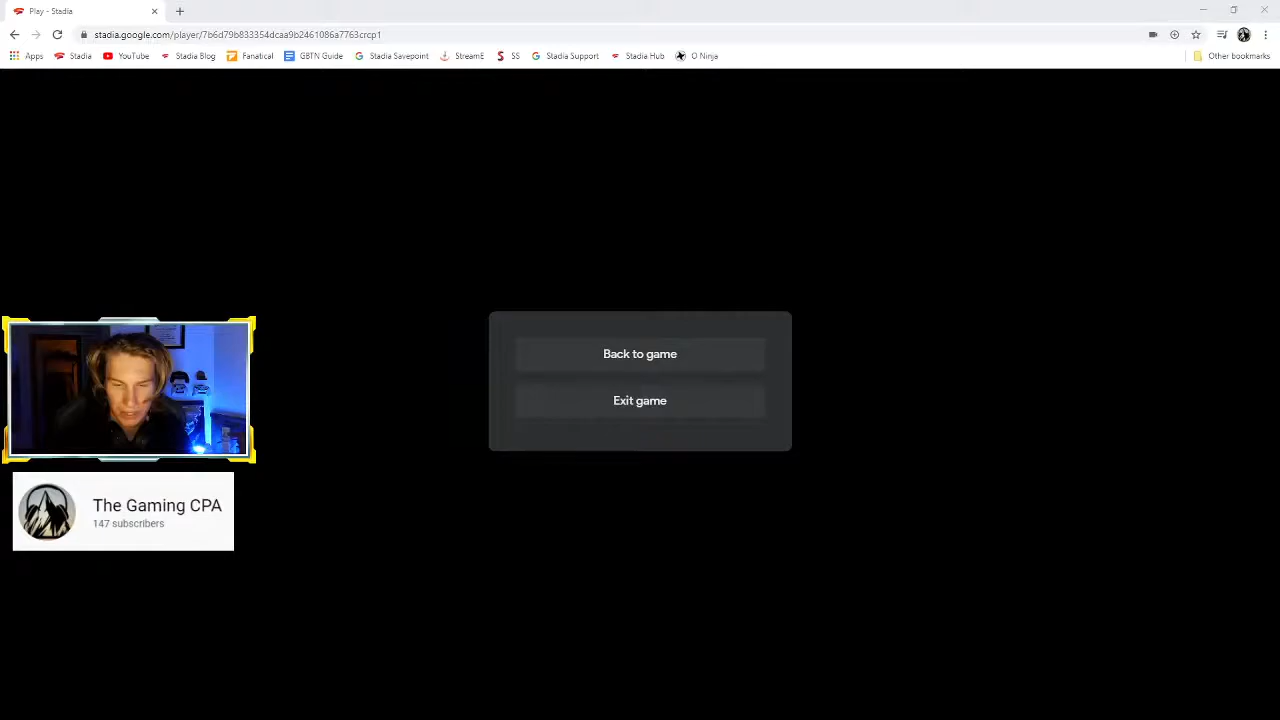 Play - Stadia
stadia.google.com/player/7b6d79b833354dcaa9b2461086a7763crcp1
Apps Stadia YouTube Stadia Blog Fanatical GBTN Guide Stadia Savepoint StreamE SS Stadia Support Stadia Hub O Ninja Other bookmarks
Back to game
Exit game
The Gaming CPA
147 subscribers